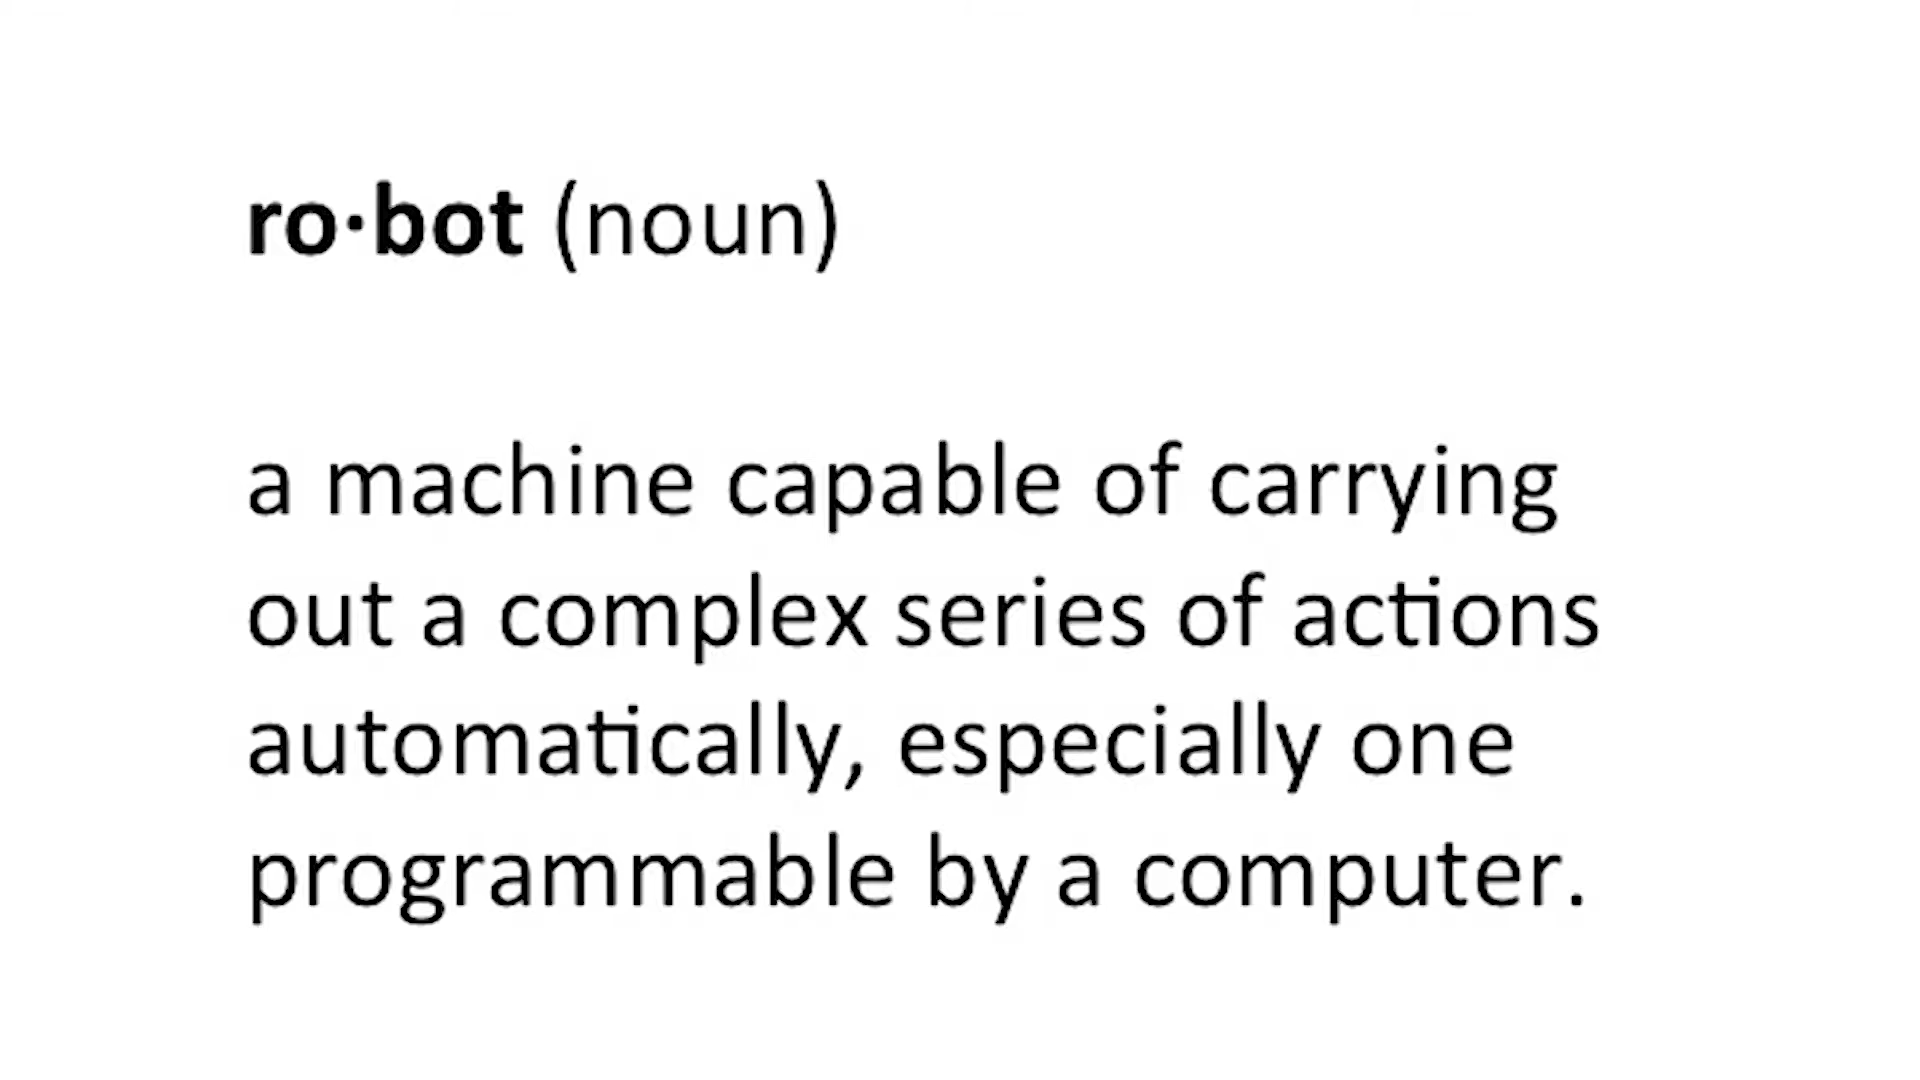 ro·bot (noun)
a machine capable of carrying
out a complex series of actions
automatically, especially one
programmable by a computer.